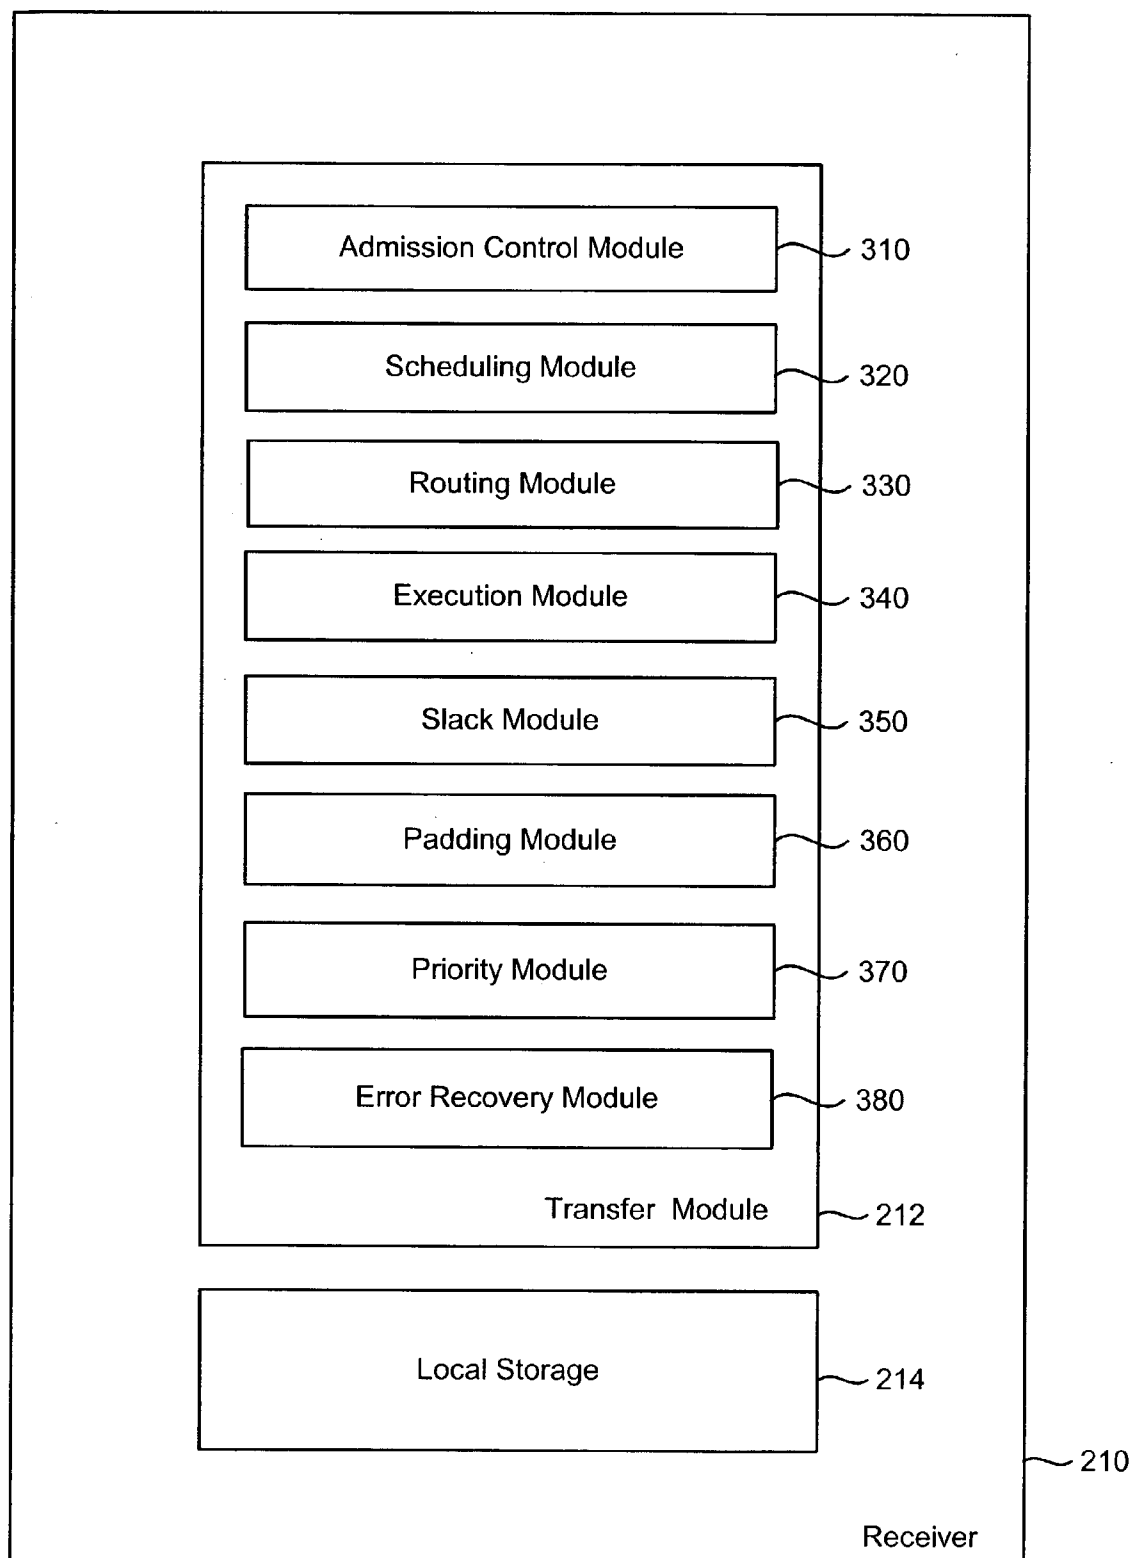 Admission Control Module 310
Scheduling Module 320
Routing Module 330
Execution Module 340
Slack Module 350
Padding Module 360
Priority Module 370
Error Recovery Module 380
Transfer Module 212
Local Storage 214
210
Receiver